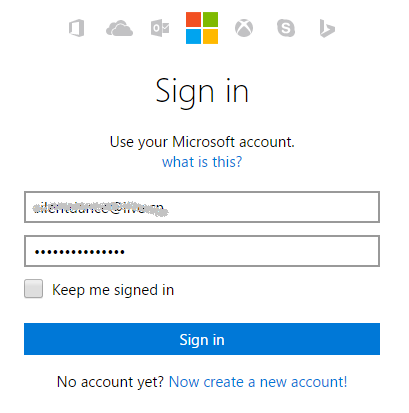 Sign in
Use your Microsoft account.
what is this?
Keep me signed in
Sign in
No account yet? Now create a new account!